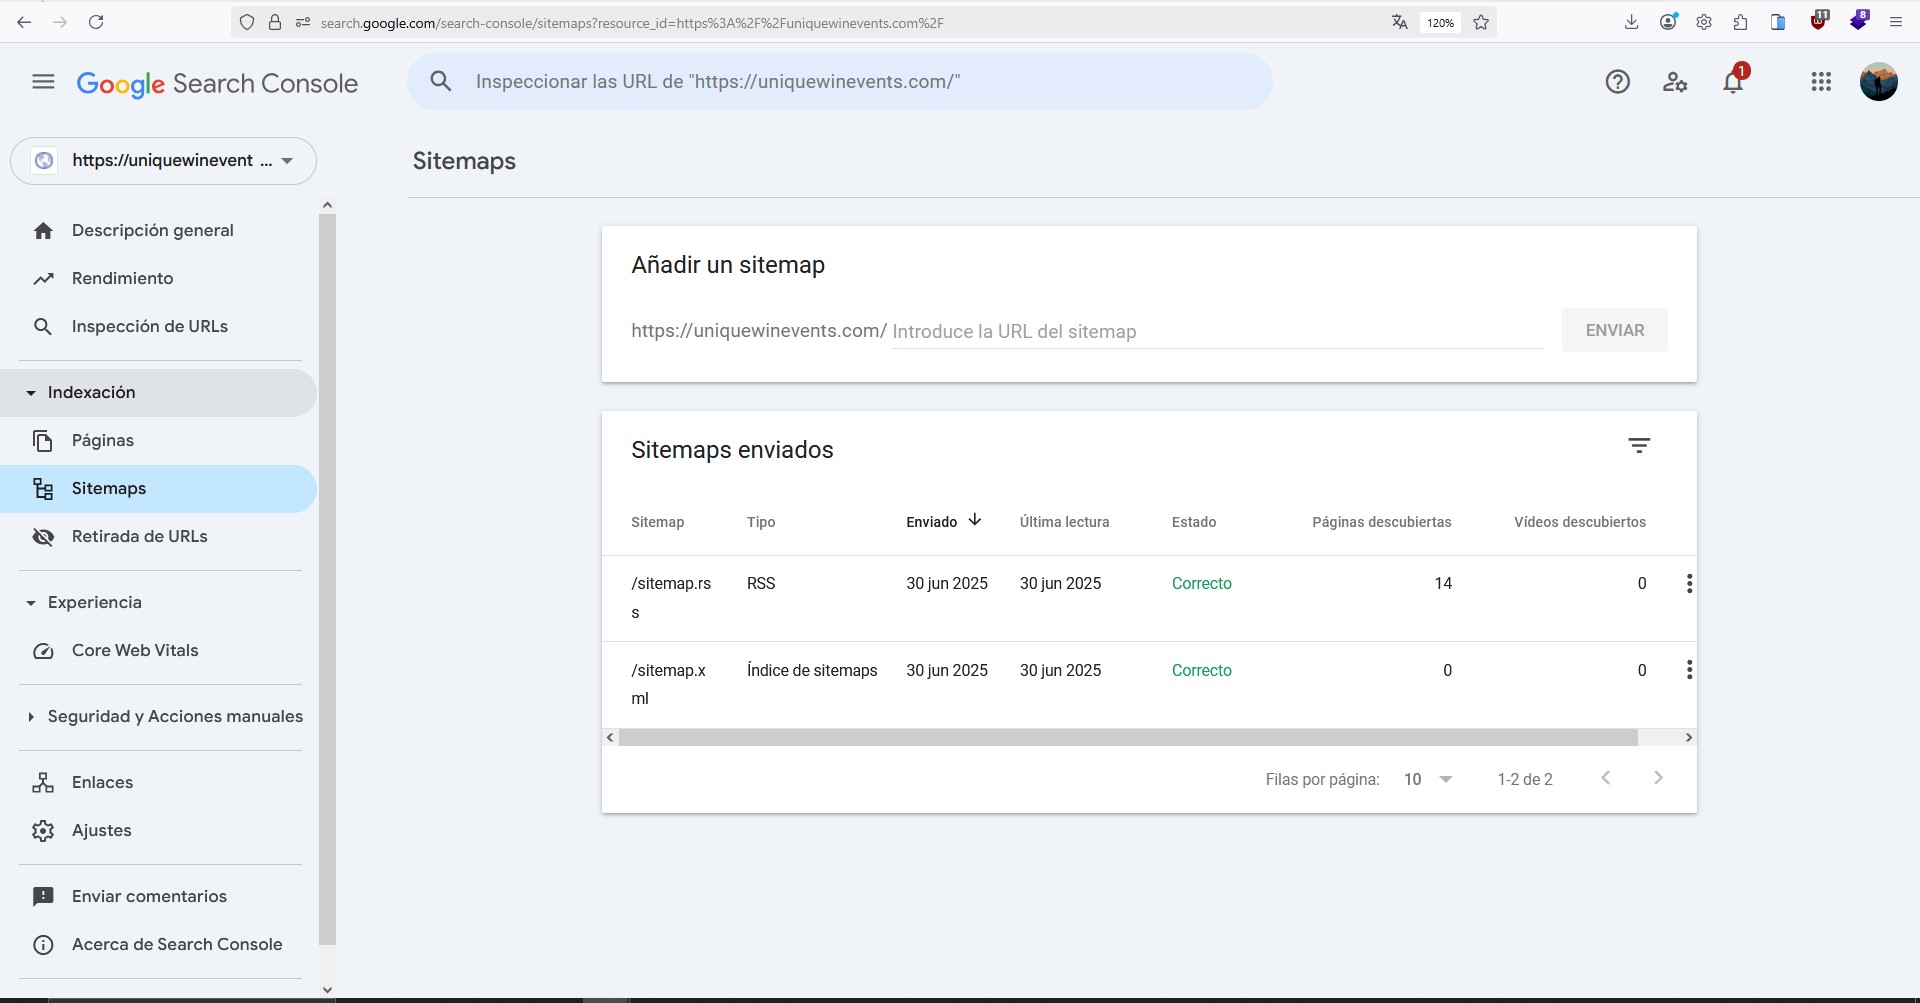 search.google.com/search-console/sitemaps?resource_id=https%3A%2F%2Funiquewinevents.com%2F
120%
11
8
Google Search Console
Inspeccionar las URL de "https://uniquewinevents.com/"
1
https://uniquewinevent ...
Sitemaps
Descripción general
Rendimiento
Inspección de URLs
Indexación
Páginas
Sitemaps
Retirada de URLs
Experiencia
Core Web Vitals
Seguridad y Acciones manuales
Enlaces
Ajustes
Enviar comentarios
Acerca de Search Console
Añadir un sitemap
https://uniquewinevents.com/ Introduce la URL del sitemap
ENVIAR
Sitemaps enviados
Sitemap Tipo Enviado Última lectura Estado Páginas descubiertas Vídeos descubiertos
/sitemap.rs RSS 30 jun 2025 30 jun 2025 Correcto 14 0
s
/sitemap.x Índice de sitemaps 30 jun 2025 30 jun 2025 Correcto 0 0
ml
Filas por página: 10 1-2 de 2